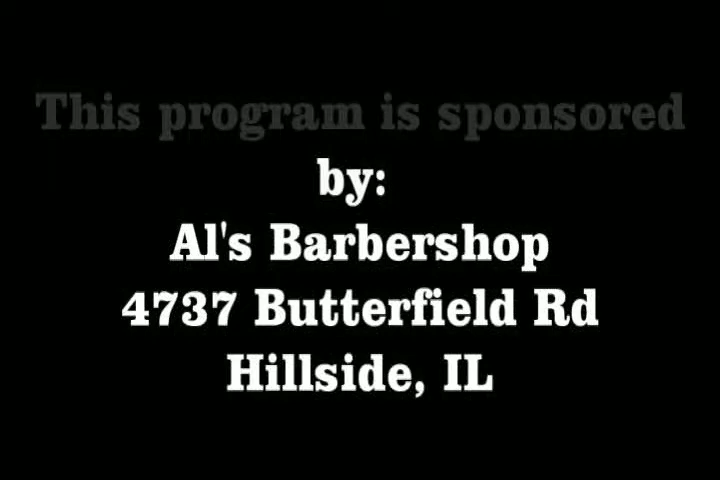 This program is sponsored
by:
Al's Barbershop
4737 Butterfield Rd
Hillside, IL